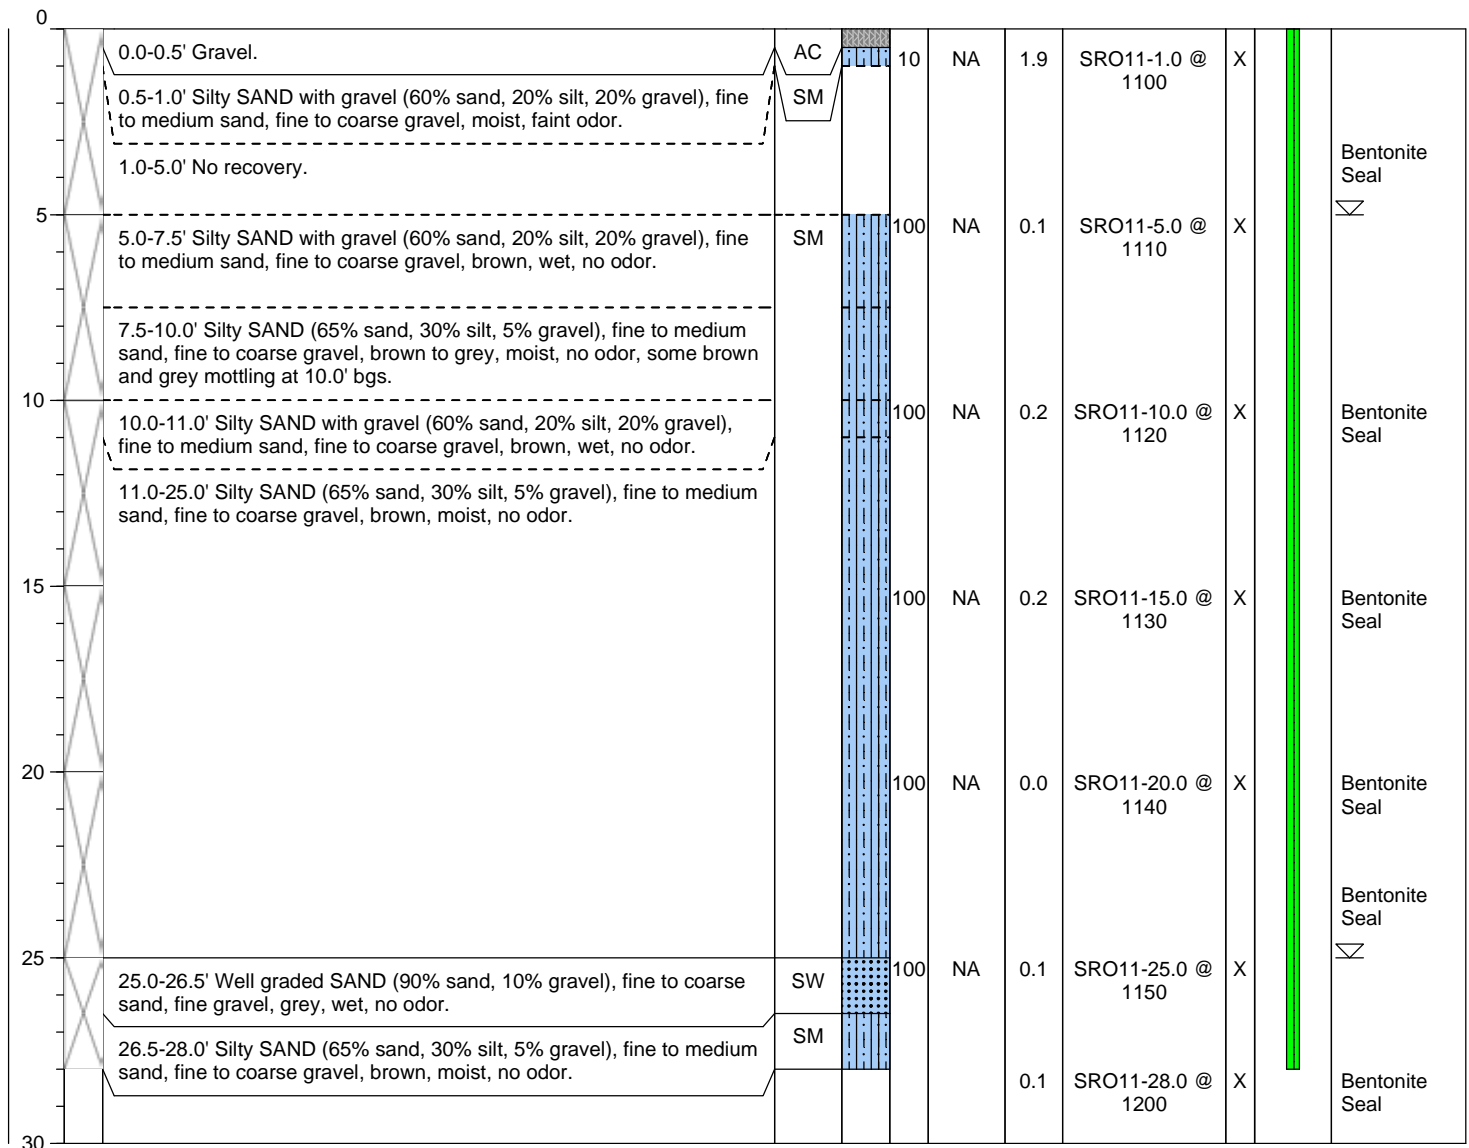 0
0.0-0.5' Gravel.
AC
10
NA
1.9
SRO11-1.0 @
1100
X
0.5-1.0' Silty SAND with gravel (60% sand, 20% silt, 20% gravel), fine
to medium sand, fine to coarse gravel, moist, faint odor.
SM
1.0-5.0' No recovery.
Bentonite
Seal
5
5.0-7.5' Silty SAND with gravel (60% sand, 20% silt, 20% gravel), fine
to medium sand, fine to coarse gravel, brown, wet, no odor.
SM
100
NA
0.1
SRO11-5.0 @
1110
X
7.5-10.0' Silty SAND (65% sand, 30% silt, 5% gravel), fine to medium
sand, fine to coarse gravel, brown to grey, moist, no odor, some brown
and grey mottling at 10.0' bgs.
10
10.0-11.0' Silty SAND with gravel (60% sand, 20% silt, 20% gravel),
fine to medium sand, fine to coarse gravel, brown, wet, no odor.
100
NA
0.2
SRO11-10.0 @
1120
X
Bentonite
Seal
11.0-25.0' Silty SAND (65% sand, 30% silt, 5% gravel), fine to medium
sand, fine to coarse gravel, brown, moist, no odor.
15
100
NA
0.2
SRO11-15.0 @
1130
X
Bentonite
Seal
20
100
NA
0.0
SRO11-20.0 @
1140
X
Bentonite
Seal
Bentonite
Seal
25
25.0-26.5' Well graded SAND (90% sand, 10% gravel), fine to coarse
sand, fine gravel, grey, wet, no odor.
SW
100
NA
0.1
SRO11-25.0 @
1150
X
26.5-28.0' Silty SAND (65% sand, 30% silt, 5% gravel), fine to medium
sand, fine to coarse gravel, brown, moist, no odor.
SM
0.1
SRO11-28.0 @
1200
X
Bentonite
Seal
30